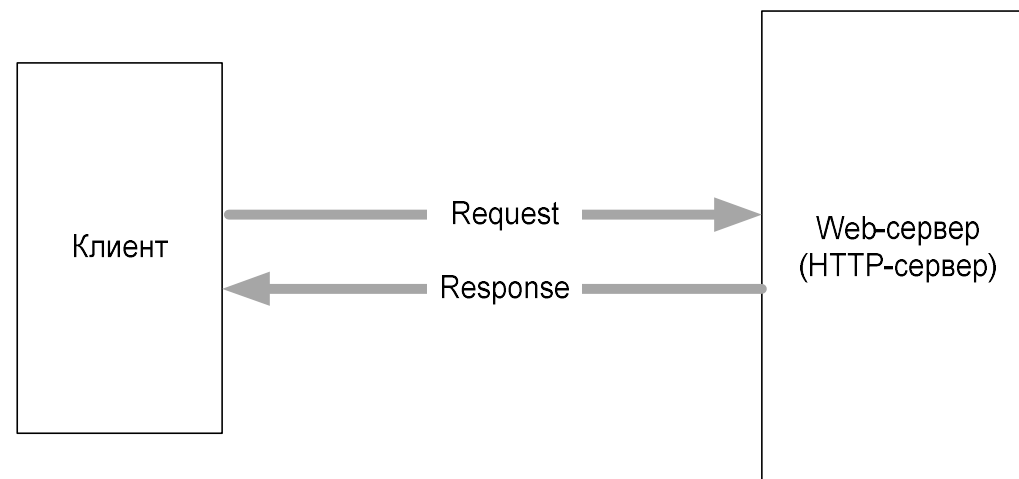 Клиент
Request
Response
Web-сервер
(HTTP-сервер)